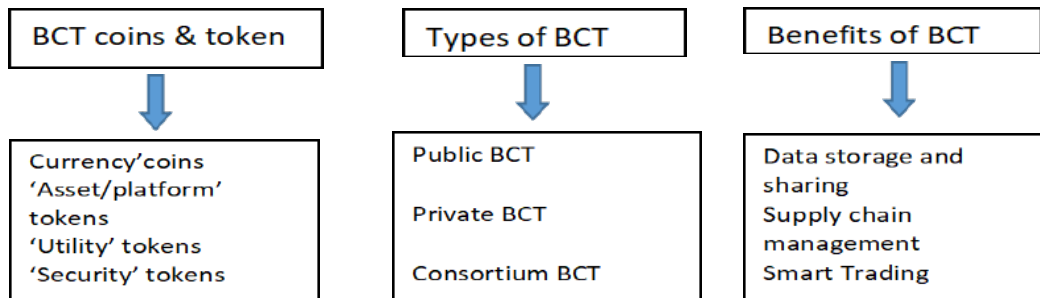 BCT coins & token
Currency'coins
‘Asset/platform’
tokens
‘Utility’ tokens
‘Security’ tokens
Types of BCT
Public BCT
Private BCT
Consortium BCT
Benefits of BCT
Data storage and
sharing
Supply chain
management
Smart Trading